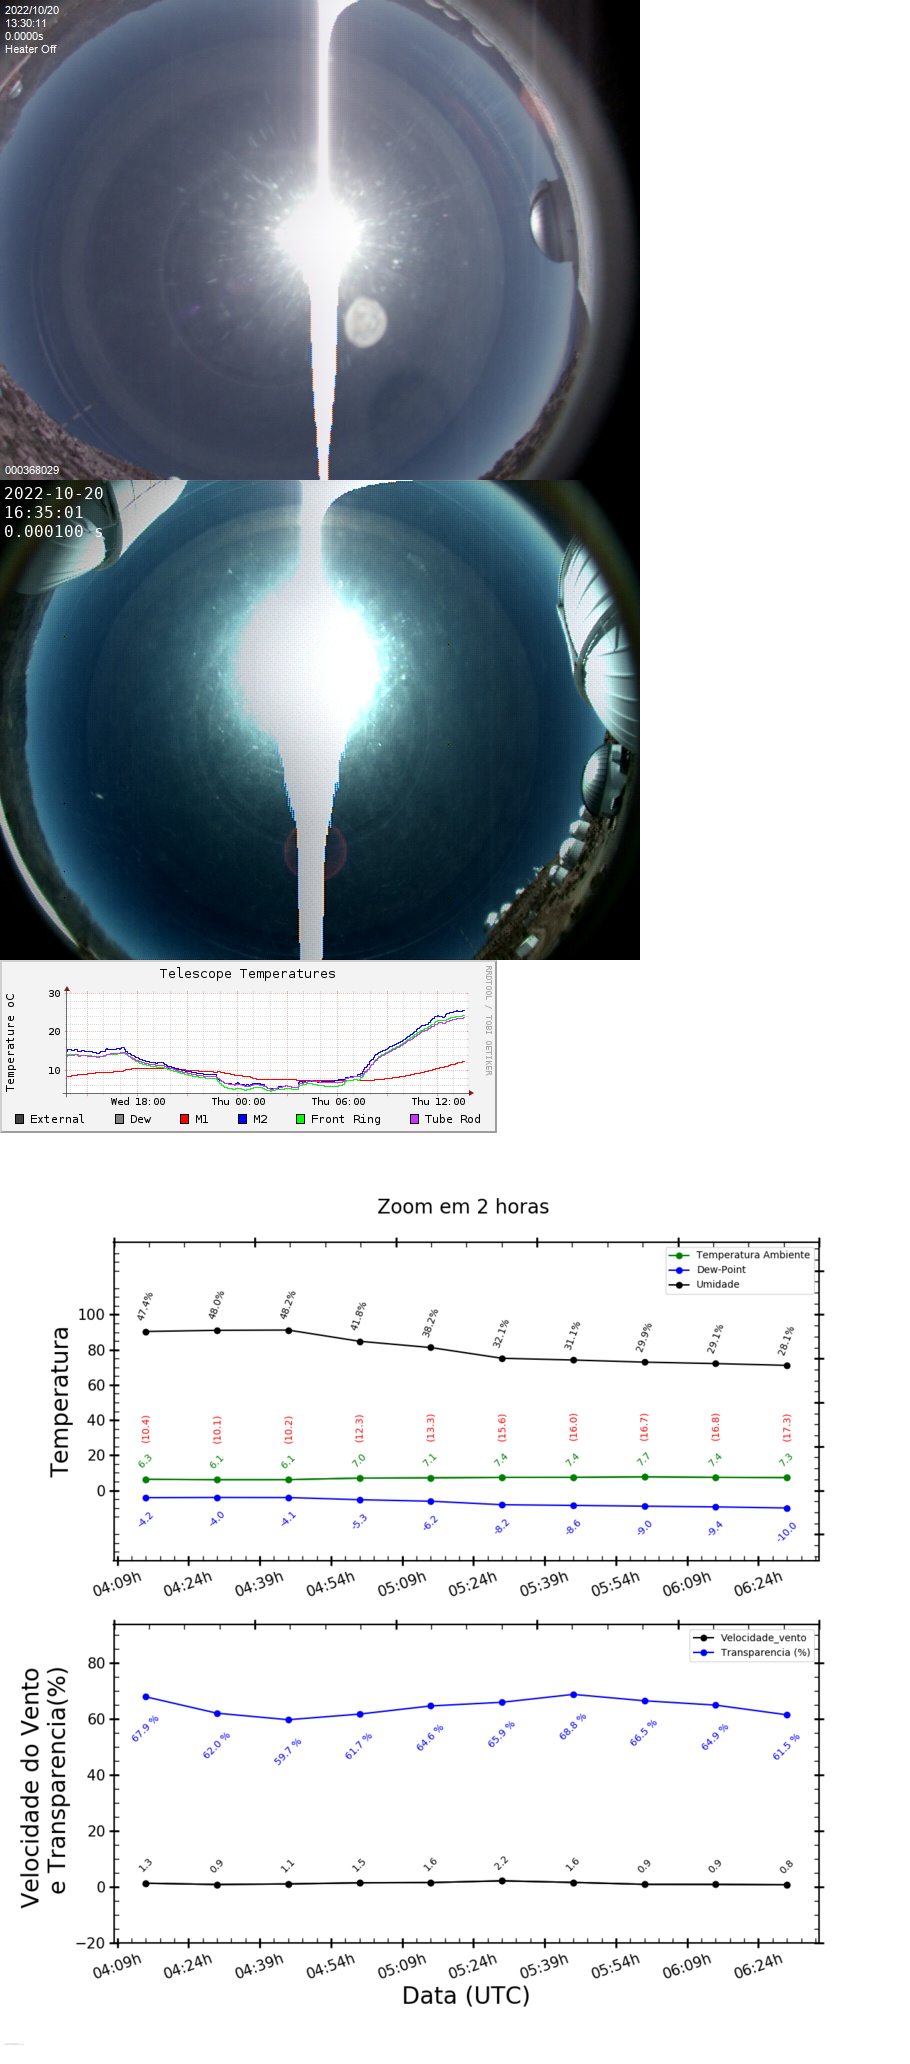 2022/10/20
13:30:11
0.0000s
Heater Off
000368029
2022-10-20
16:35:01
0.000100 s
Telescope Temperatures
RRDTOOL / TOBI OETIKER
Temperature oC
30
20
10
Wed 18:00 Thu 00:00 Thu 06:00 Thu 12:00
External Dew M1 M2 Front Ring Tube Rod
Zoom em 2 horas
Temperatura Ambiente
Dew-Point
Umidade
Temperatura
100
80
60
40
20
0
47.4% 48.0% 48.2% 41.8% 38.2% 32.1% 31.1% 29.9% 29.1% 28.1%
(10.4) (10.1) (10.2) (12.3) (13.3) (15.6) (16.0) (16.7) (16.8) (17.3)
6.3 6.1 6.1 7.0 7.1 7.4 7.4 7.7 7.4 7.3
-4.2 -4.0 -4.1 -5.3 -6.2 -8.2 -8.6 -9.0 -9.4 -10.0
04:09h 04:24h 04:39h 04:54h 05:09h 05:24h 05:39h 05:54h 06:09h 06:24h
Velocidade_vento
Transparencia (%)
Velocidade do Vento
e Transparencia(%)
80
60
40
20
0
−20
67.9 % 62.0 % 59.7 % 61.7 % 64.6 % 65.9 % 68.8 % 66.5 % 64.9 % 61.5 %
1.3 0.9 1.1 1.5 1.6 2.2 1.6 0.9 0.9 0.8
04:09h 04:24h 04:39h 04:54h 05:09h 05:24h 05:39h 05:54h 06:09h 06:24h
Data (UTC)